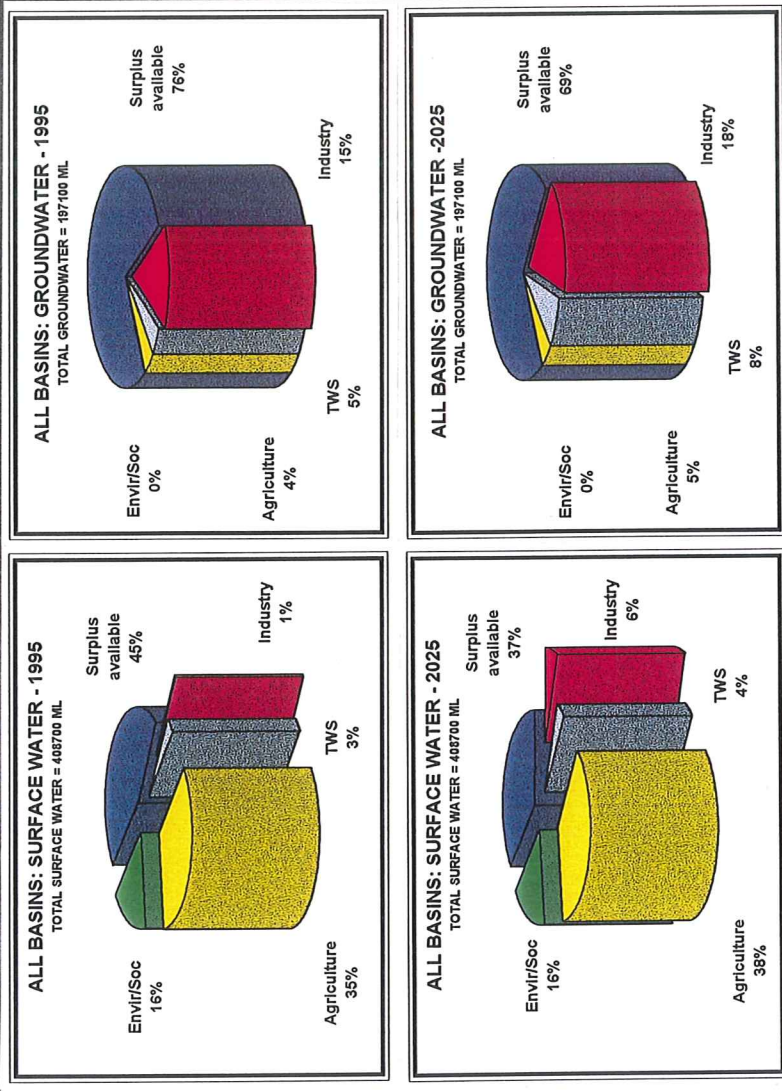 ALL BASINS: SURFACE WATER - 1995
TOTAL SURFACE WATER = 408700 ML
Surplus
available
45%
Envir/Soc
16%
Industry
1%
TWS
3%
Agriculture
35%
ALL BASINS: GROUNDWATER - 1995
TOTAL GROUNDWATER = 197100 ML
Surplus
available
76%
Envir/Soc
0%
Industry
15%
Agriculture
4%
TWS
5%
ALL BASINS: SURFACE WATER - 2025
TOTAL SURFACE WATER = 408700 ML
Surplus
available
37%
Envir/Soc
16%
Industry
6%
TWS
4%
Agriculture
38%
ALL BASINS: GROUNDWATER -2025
TOTAL GROUNDWATER = 197100 ML
Surplus
available
69%
Envir/Soc
0%
Industry
18%
Agriculture
5%
TWS
8%